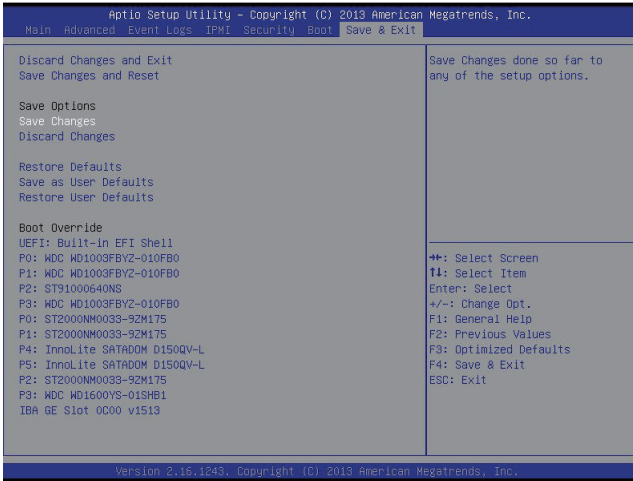 Aptio Setup Utility – Copyright (C) 2013 American Megatrends, Inc.
Main Advanced Event Logs IPMI Security Boot Save & Exit
Discard Changes and Exit
Save Changes and Reset
Save Options
Save Changes
Discard Changes
Restore Defaults
Save as User Defaults
Restore User Defaults
Boot Override
UEFI: Built-in EFI Shell
P0: WDC WD1003FBYZ-010FB0
P1: WDC WD1003FBYZ-010FB0
P2: ST91000640NS
P3: WDC WD1003FBYZ-010FB0
P0: ST2000NM0033-9ZM175
P1: ST2000NM0033-9ZM175
P4: InnoLite SATADOM D150QV-L
P5: InnoLite SATADOM D150QV-L
P2: ST2000NM0033-9ZM175
P3: WDC WD1600YS-01SHB1
IBA GE Slot 0C00 v1513
Save Changes done so far to
any of the setup options.
→←: Select Screen
↑↓: Select Item
Enter: Select
+/-: Change Opt.
F1: General Help
F2: Previous Values
F3: Optimized Defaults
F4: Save & Exit
ESC: Exit
Version 2.16.1243. Copyright (C) 2013 American Megatrends, Inc.